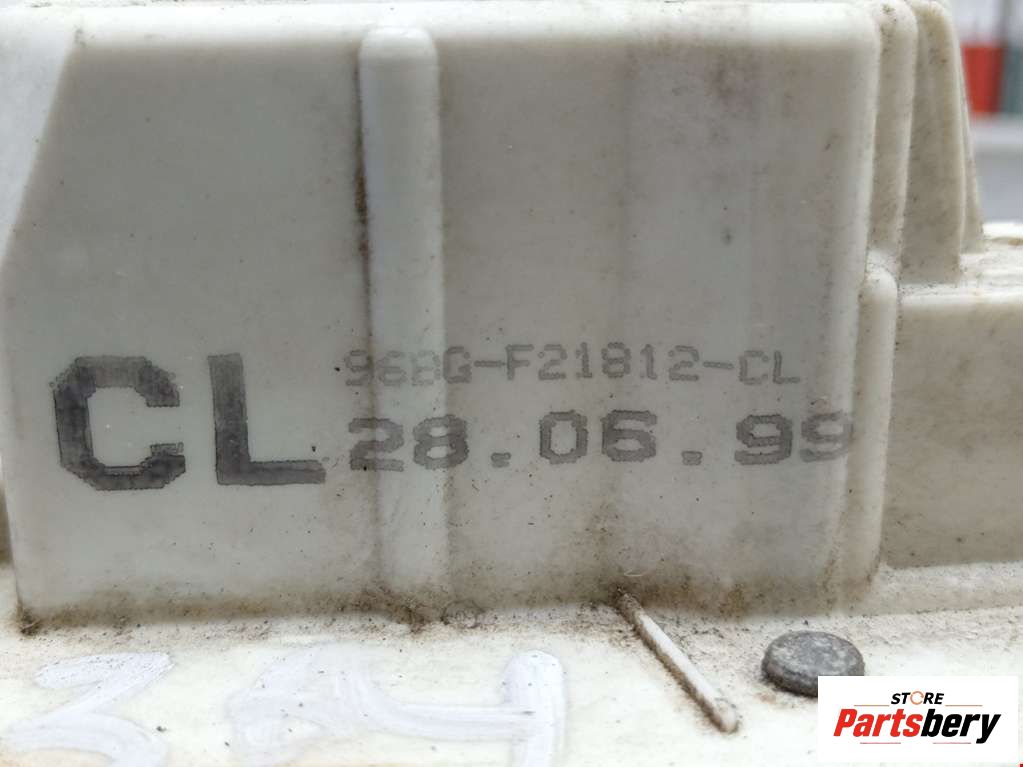 96BG-F21812-CL
CL 28.06.99
STORE
Partsbery